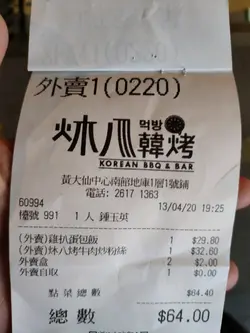 外賣1(0220)
炑八韓烤
먹방
KOREAN BBQ & BAR
黃大仙中心南館地庫1層1號鋪
電話: 2617 1363
60994 13/04/20 19:25
檯號 991 1 人 鍾玉英
(外賣)雞扒蛋包飯 1 $29.80
(外賣)炑八烤牛肉炒粉絲 1 $32.60
外賣盒 2 $2.00
外賣自取 1 $0.00
點菜總數 $64.40
總數 $64.00